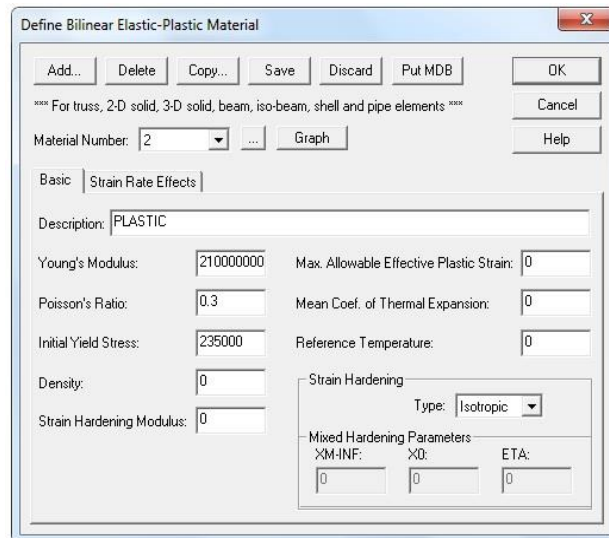 Define Bilinear Elastic-Plastic Material
Add... Delete Copy... Save Discard Put MDB OK
*** For truss, 2-D solid, 3-D solid, beam, iso-beam, shell and pipe elements *** Cancel
Material Number: 2 ... Graph Help
Basic Strain Rate Effects
Description: PLASTIC
Young's Modulus: 210000000 Max. Allowable Effective Plastic Strain: 0
Poisson's Ratio: 0.3 Mean Coef. of Thermal Expansion: 0
Initial Yield Stress: 235000 Reference Temperature: 0
Density: 0 Strain Hardening
Type: Isotropic
Strain Hardening Modulus: 0
Mixed Hardening Parameters
XM-INF: X0: ETA:
0 0 0